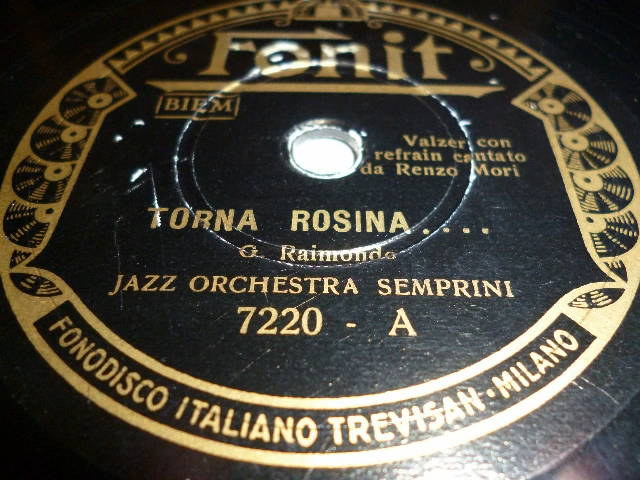 Fonit
BIEM
Valzer con
refrain cantato
da Renzo Mori
TORNA ROSINA....
G. Raimondo
JAZZ ORCHESTRA SEMPRINI
7220 - A
FONODISCO ITALIANO TREVISAN - MILANO